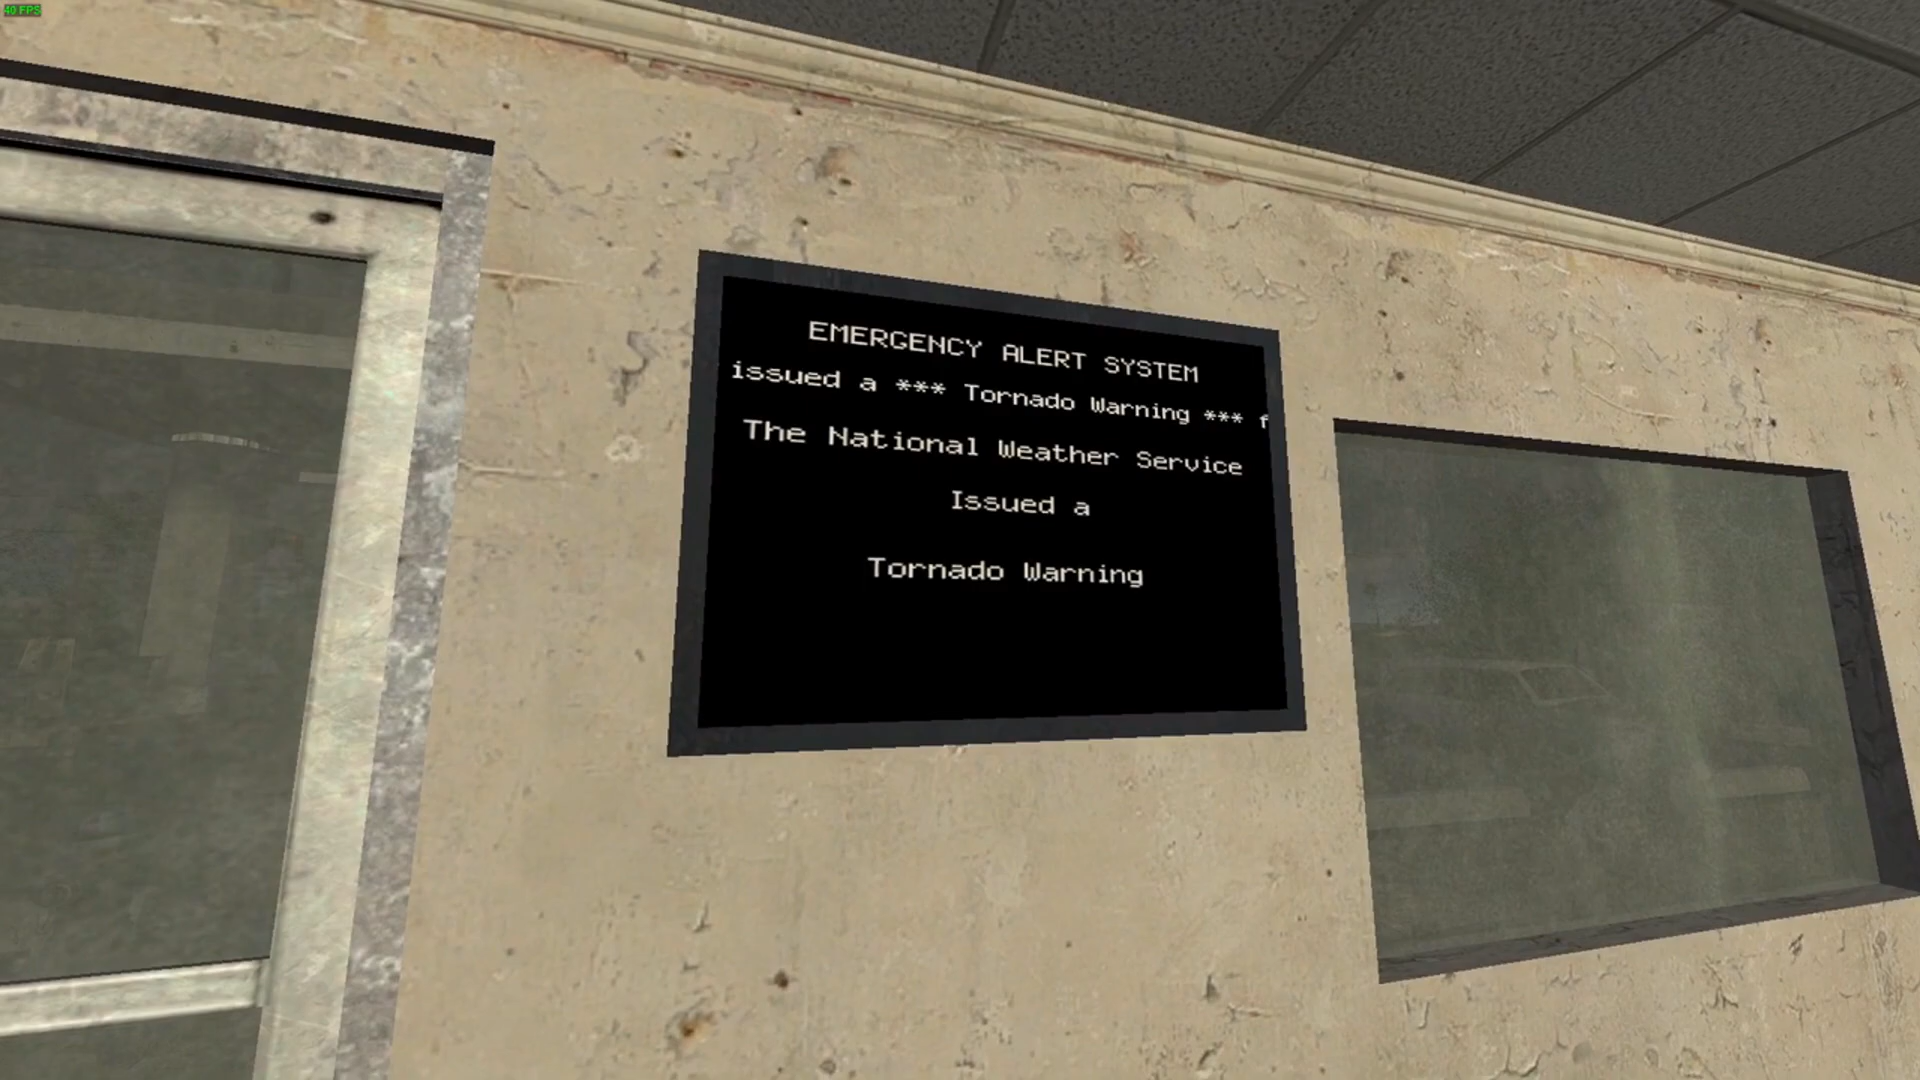 40 FPS
EMERGENCY ALERT SYSTEM
issued a *** Tornado Warning *** f
The National Weather Service
Issued a
Tornado Warning